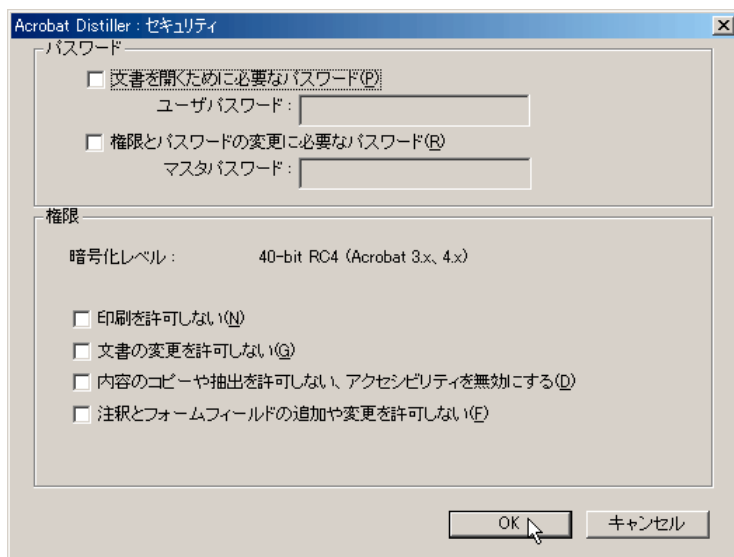 Acrobat Distiller : セキュリティ
パスワード
文書を開くために必要なパスワード(P)
ユーザパスワード :
権限とパスワードの変更に必要なパスワード(R)
マスタパスワード :
権限
暗号化レベル : 40-bit RC4 (Acrobat 3.x、4.x)
印刷を許可しない(N)
文書の変更を許可しない(G)
内容のコピーや抽出を許可しない、アクセシビリティを無効にする(D)
注釈とフォームフィールドの追加や変更を許可しない(F)
OK キャンセル